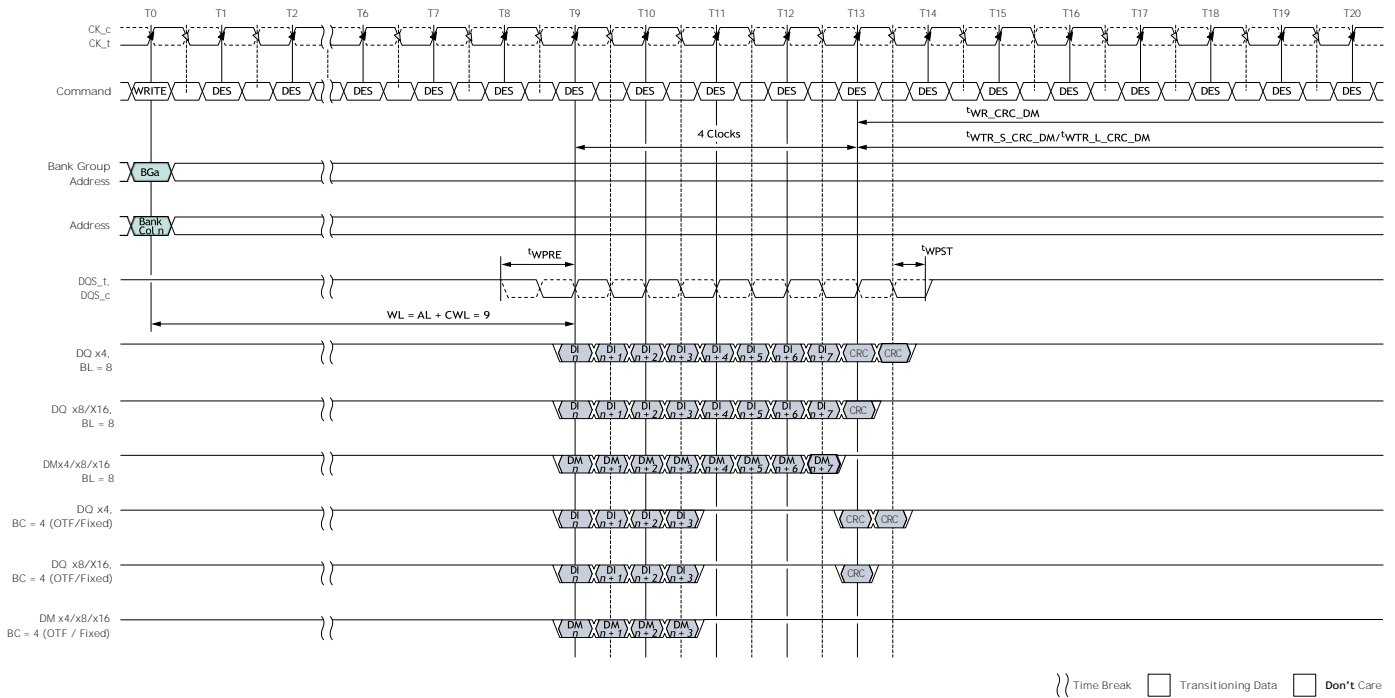 T0 T1 T2 T6 T7 T8 T9 T10 T11 T12 T13 T14 T15 T16 T17 T18 T19 T20
CK_c
CK_t
Command WRITE DES DES DES DES DES DES DES DES DES DES DES DES DES DES DES DES DES
tWR_CRC_DM
4 Clocks tWTR_S_CRC_DM/tWTR_L_CRC_DM
Bank Group
Address
BGa
Address
Bank
Col n
tWPRE tWPST
DQS_t,
DQS_c
WL = AL + CWL = 9
DQ x4,
BL = 8
DI n DI n + 1 DI n + 2 DI n + 3 DI n + 4 DI n + 5 DI n + 6 DI n + 7 CRC CRC
DQ x8/X16,
BL = 8
DI n DI n + 1 DI n + 2 DI n + 3 DI n + 4 DI n + 5 DI n + 6 DI n + 7 CRC
DMx4/x8/x16
BL = 8
DM n DM n + 1 DM n + 2 DM n + 3 DM n + 4 DM n + 5 DM n + 6 DM n + 7
DQ x4,
BC = 4 (OTF/Fixed)
DI n DI n + 1 DI n + 2 DI n + 3 CRC CRC
DQ x8/X16,
BC = 4 (OTF/Fixed)
DI n DI n + 1 DI n + 2 DI n + 3 CRC
DM x4/x8/x16
BC = 4 (OTF / Fixed)
DM n DM n + 1 DM n + 2 DM n + 3
Time Break Transitioning Data Don't Care